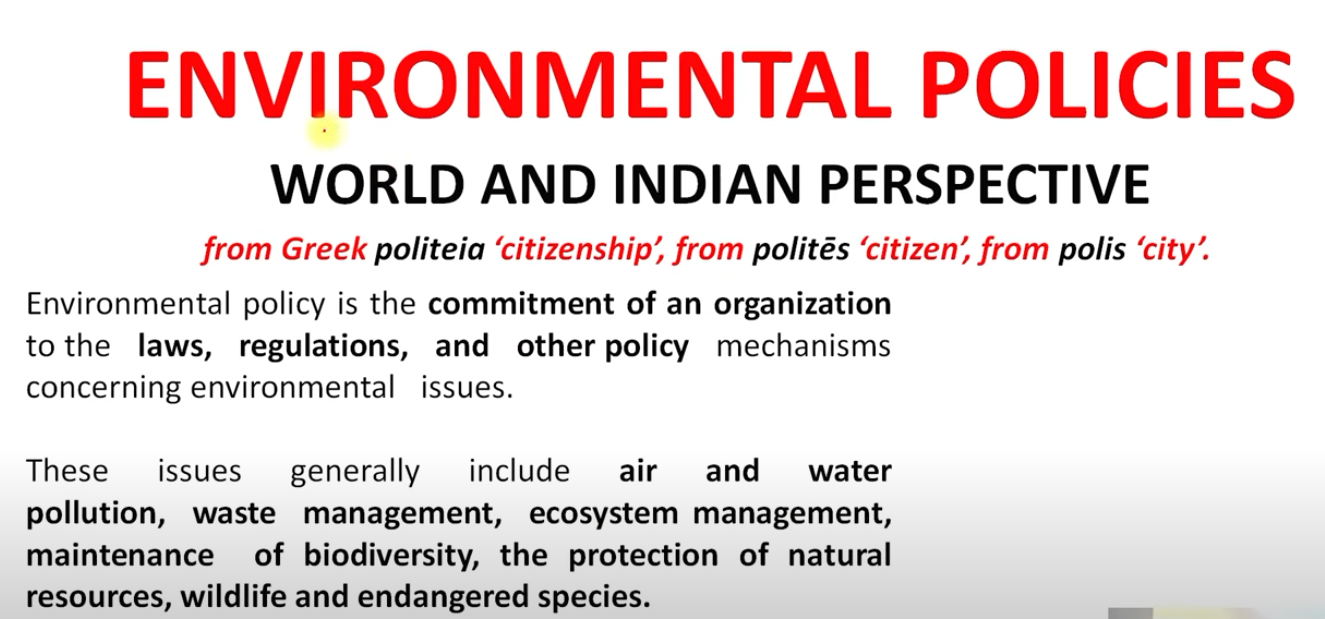 ENVIRONMENTAL POLICIES
WORLD AND INDIAN PERSPECTIVE
from Greek politeia ‘citizenship’, from politēs ‘citizen’, from polis ‘city’.
Environmental policy is the commitment of an organization
to the laws, regulations, and other policy mechanisms
concerning environmental issues.
These issues generally include air and water
pollution, waste management, ecosystem management,
maintenance of biodiversity, the protection of natural
resources, wildlife and endangered species.